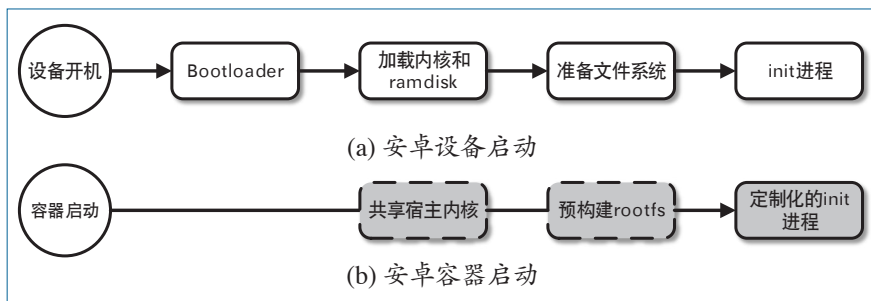 设备开机
Bootloader
加载内核和
ramdisk
准备文件系统
init进程
(a) 安卓设备启动
容器启动
共享宿主内核
预构建rootfs
定制化的init
进程
(b) 安卓容器启动